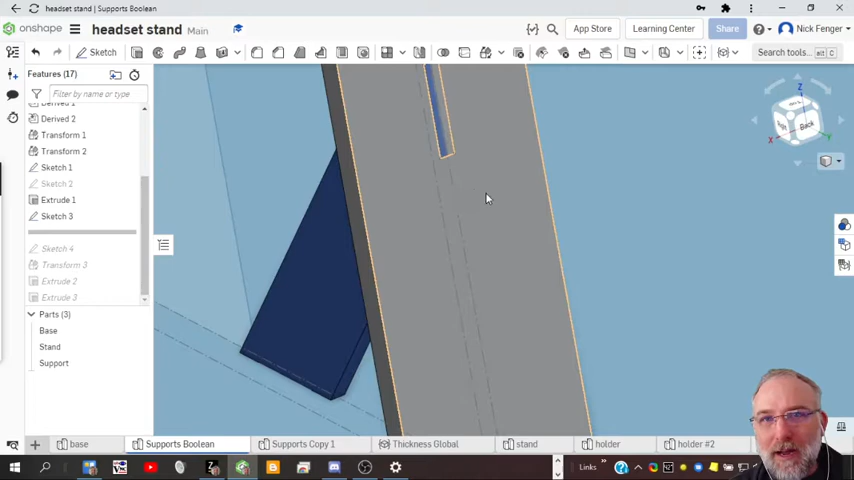 headset stand | Supports Boolean
onshape
headset stand
Main
App Store
Learning Center
Share
Nick Fenger
Sketch
Search tools...
alt
C
Features (17)
Filter by name or type
Derived 1
Derived 2
Transform 1
Transform 2
Sketch 1
Sketch 2
Extrude 1
Sketch 3
Sketch 4
Transform 3
Extrude 2
Extrude 3
Parts (3)
Base
Stand
Support
Z
Back
X
Y
base
Supports Boolean
Supports Copy 1
Thickness Global
stand
holder
holder #2
Links